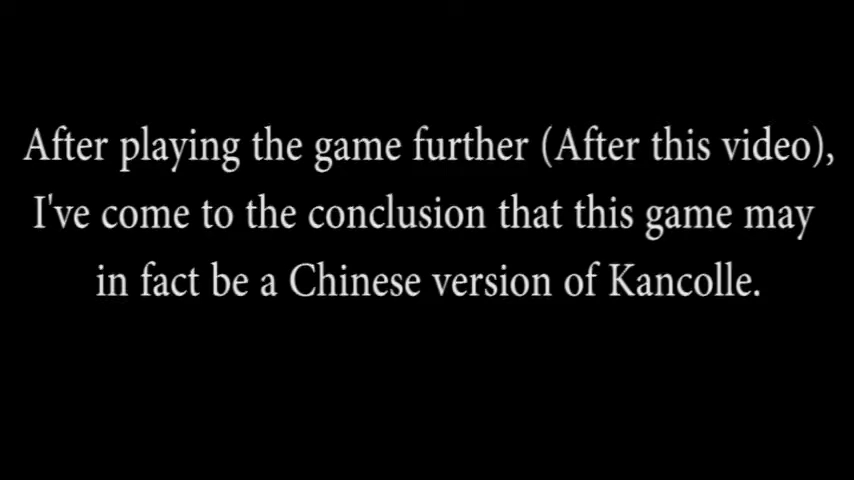 After playing the game further (After this video),
I've come to the conclusion that this game may
in fact be a Chinese version of Kancolle.